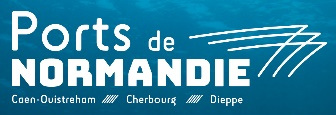 Ports de
NORMANDIE
Caen-Ouistreham //// Cherbourg //// Dieppe